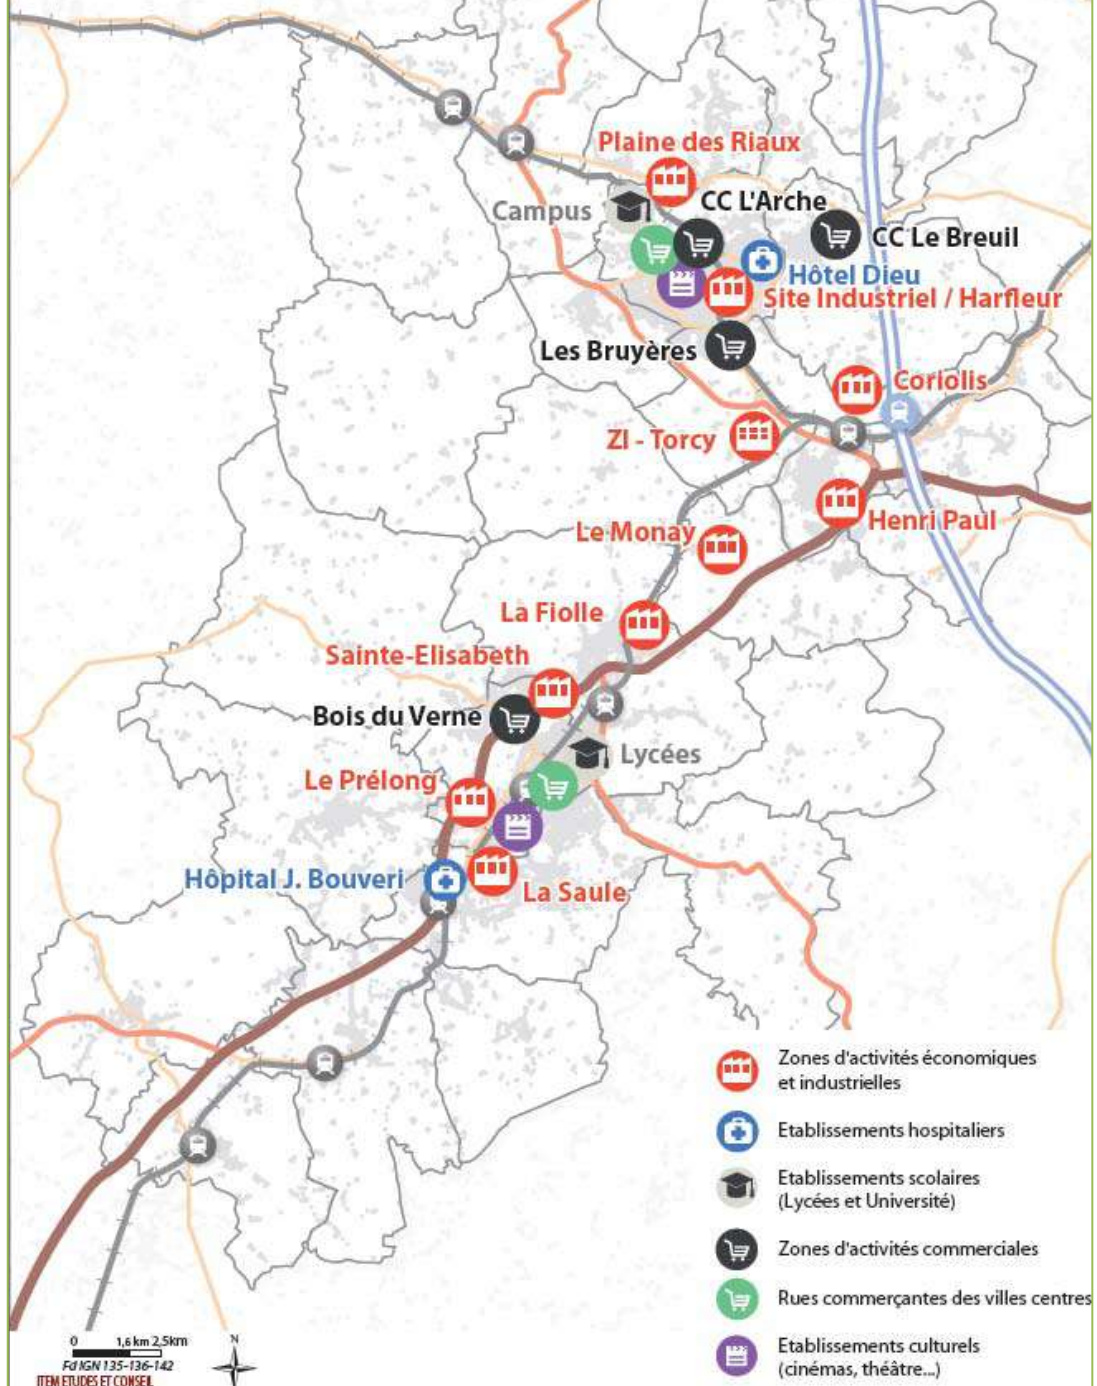 Plaine des Riaux
CC L'Arche
Campus
CC Le Breuil
Hôtel Dieu
Site Industriel / Harfleur
Les Bruyères
Coriolis
ZI - Torcy
Henri Paul
Le Monay
La Fiolle
Sainte-Elisabeth
Bois du Verne
Lycées
Le Prélong
Hôpital J. Bouveri
La Saule
Zones d'activités économiques
et industrielles
Etablissements hospitaliers
Etablissements scolaires
(Lycées et Université)
Zones d'activités commerciales
Rues commerçantes des villes centres
Etablissements culturels
(cinémas, théâtre...)
0 1,6 km 2,5km
N
Fd IGN 135-136-142
ITEM ETUDES ET CONSEIL